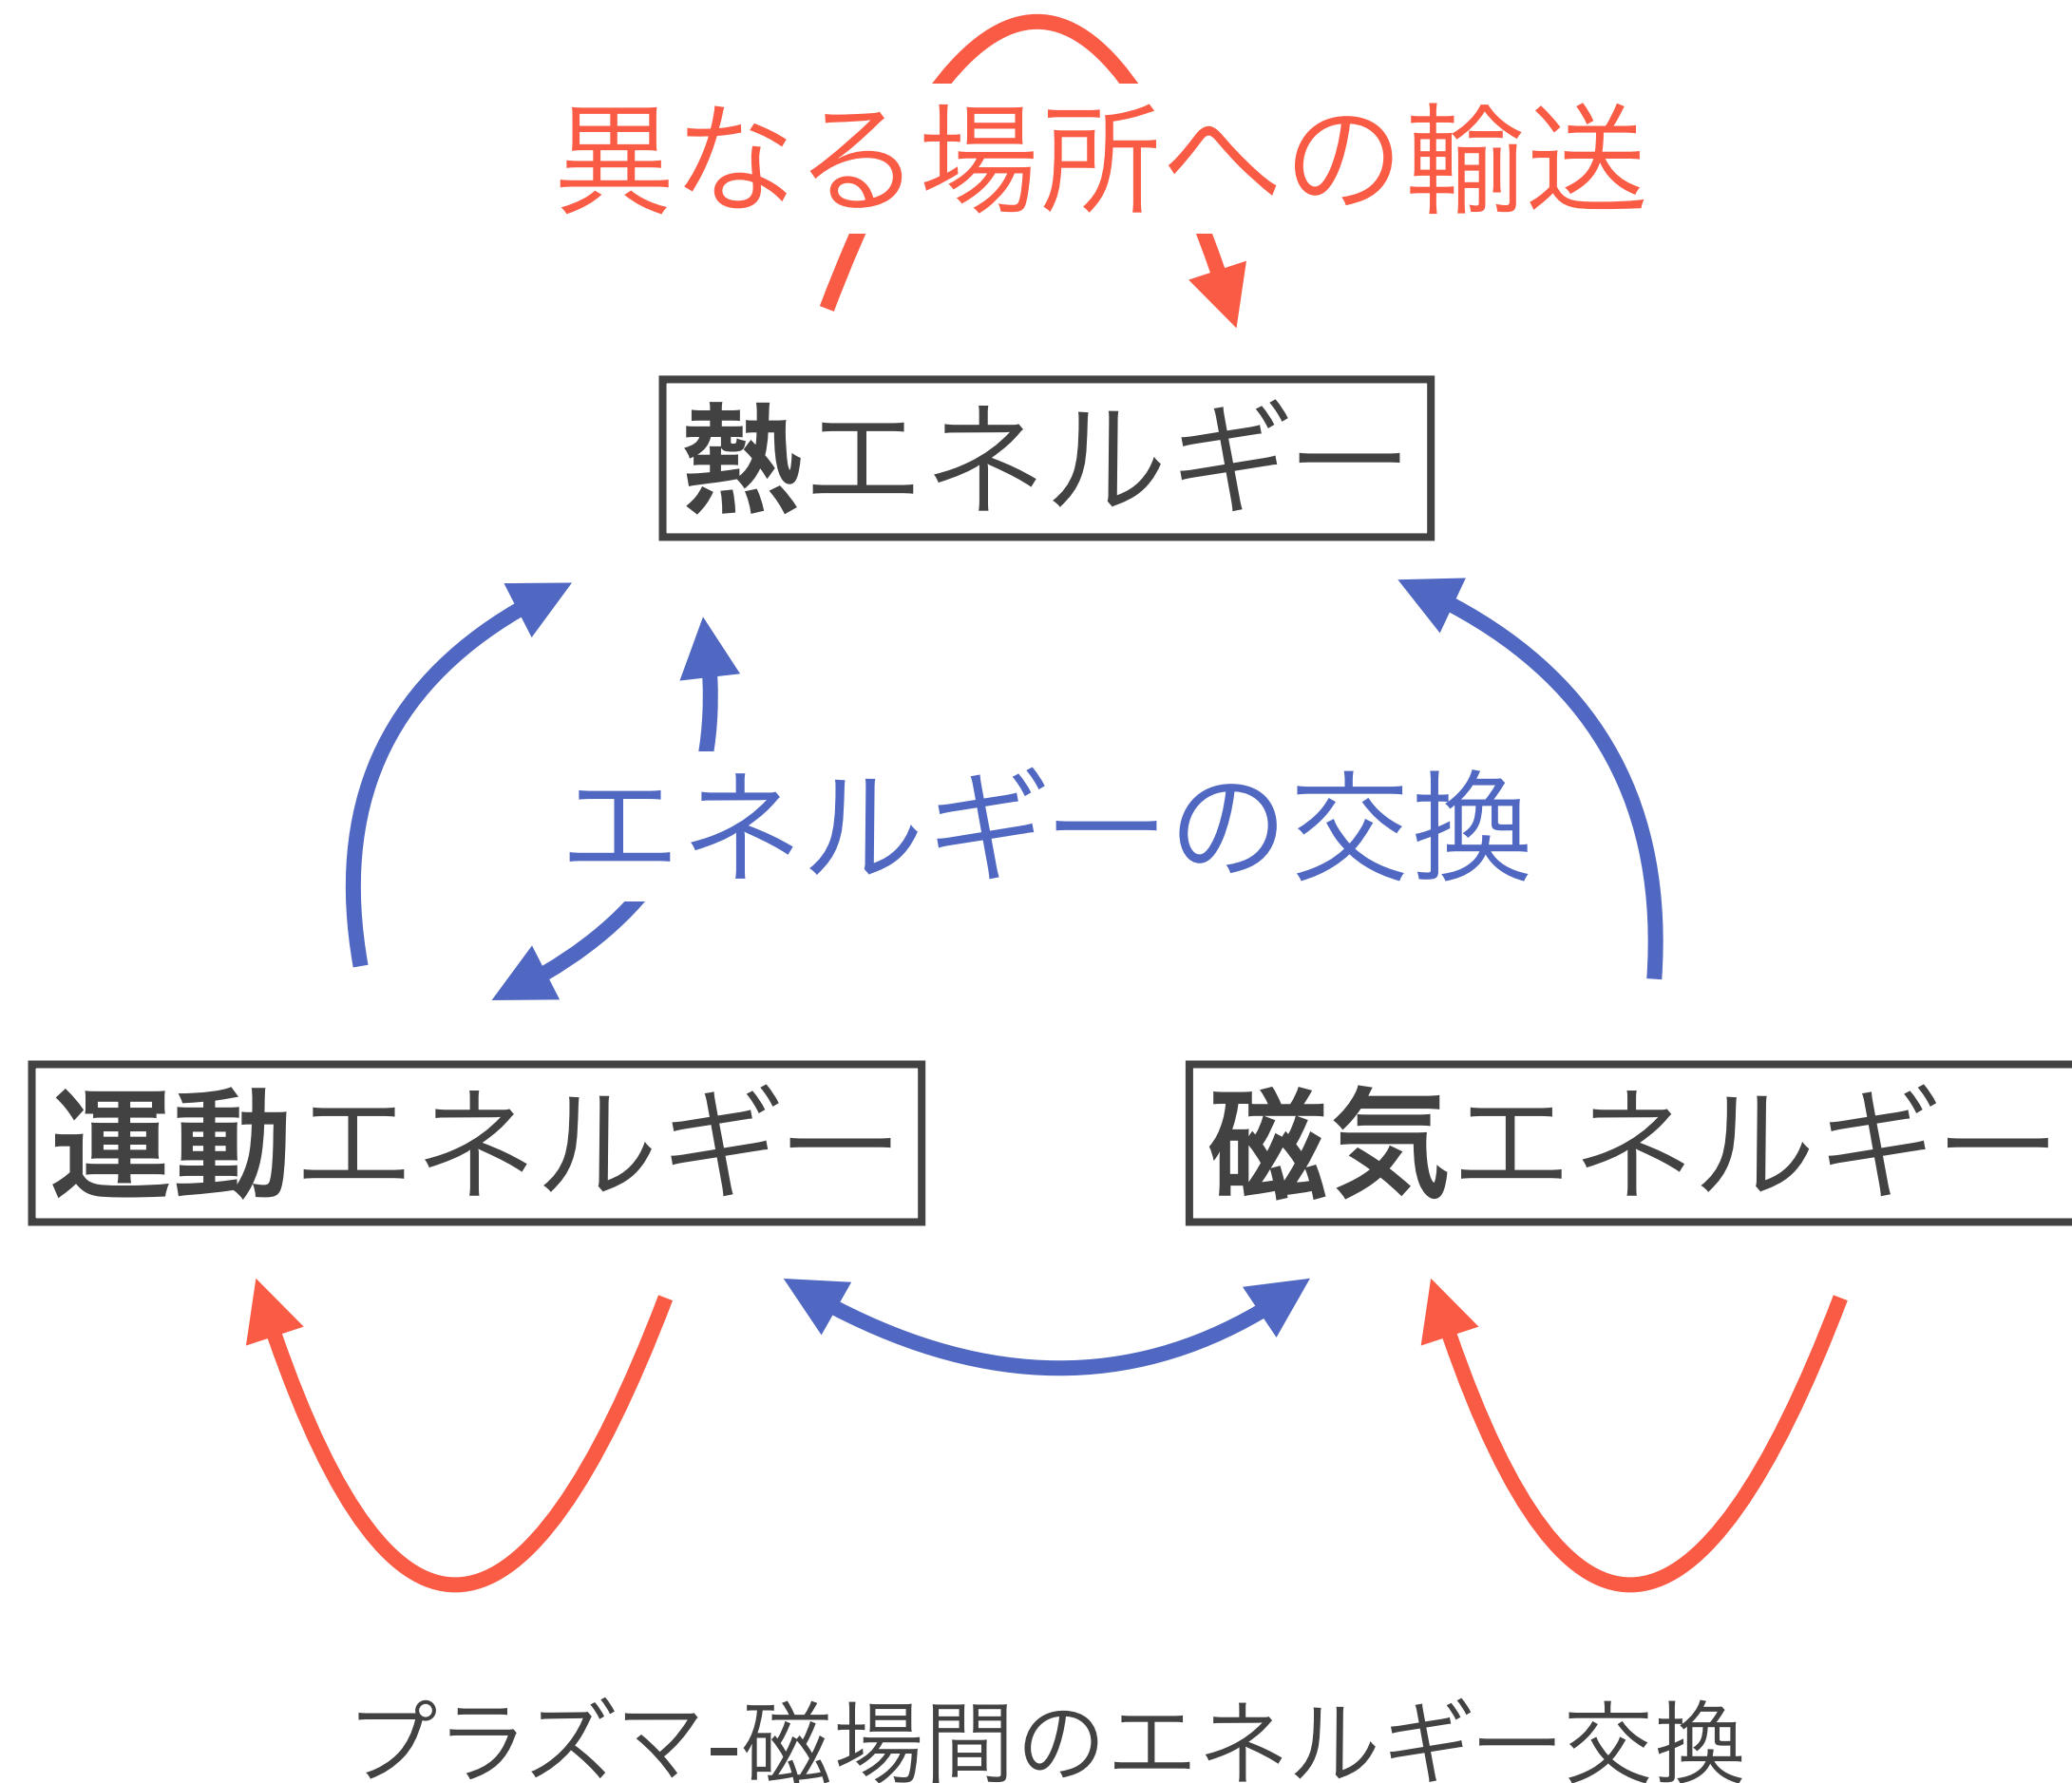 異なる場所への輸送
熱エネルギー
エネルギーの交換
運動エネルギー
磁気エネルギー
プラズマ-磁場間のエネルギー交換